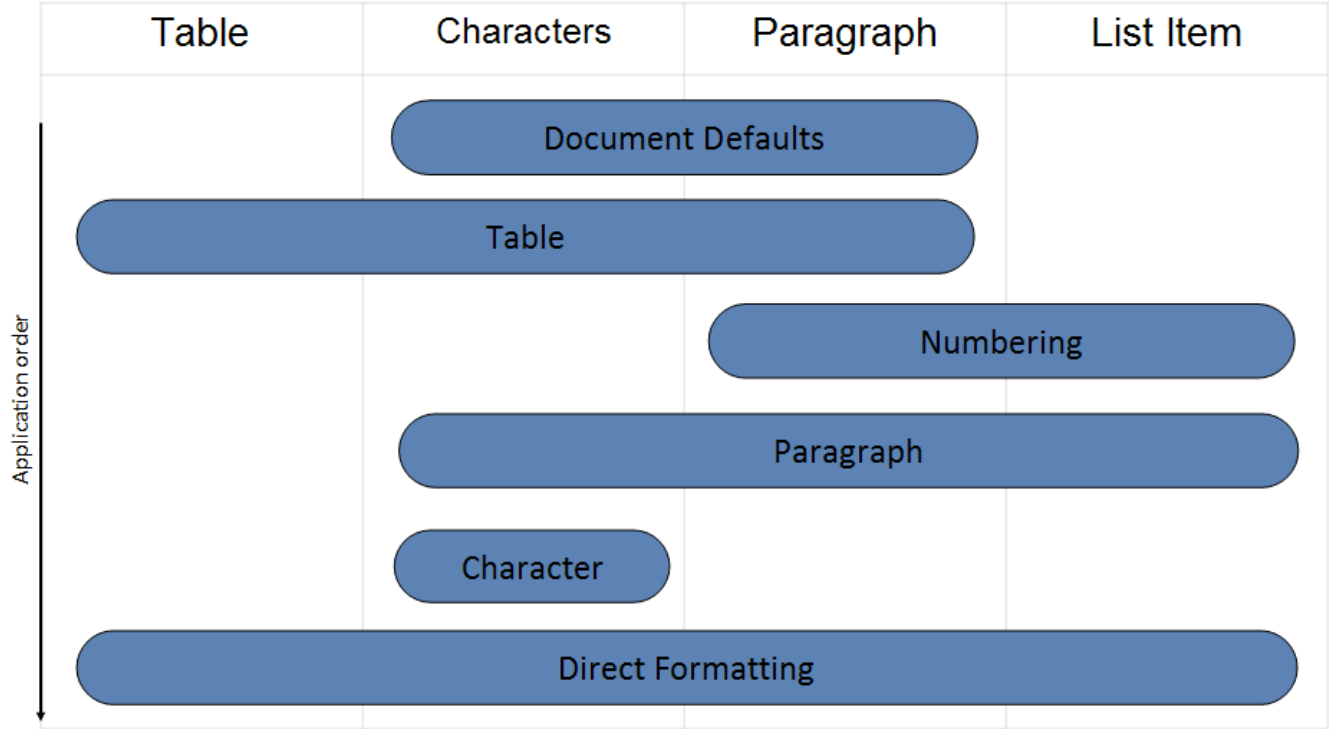 Table
Characters
Paragraph
List Item
Document Defaults
Table
Numbering
Application order
Paragraph
Character
Direct Formatting